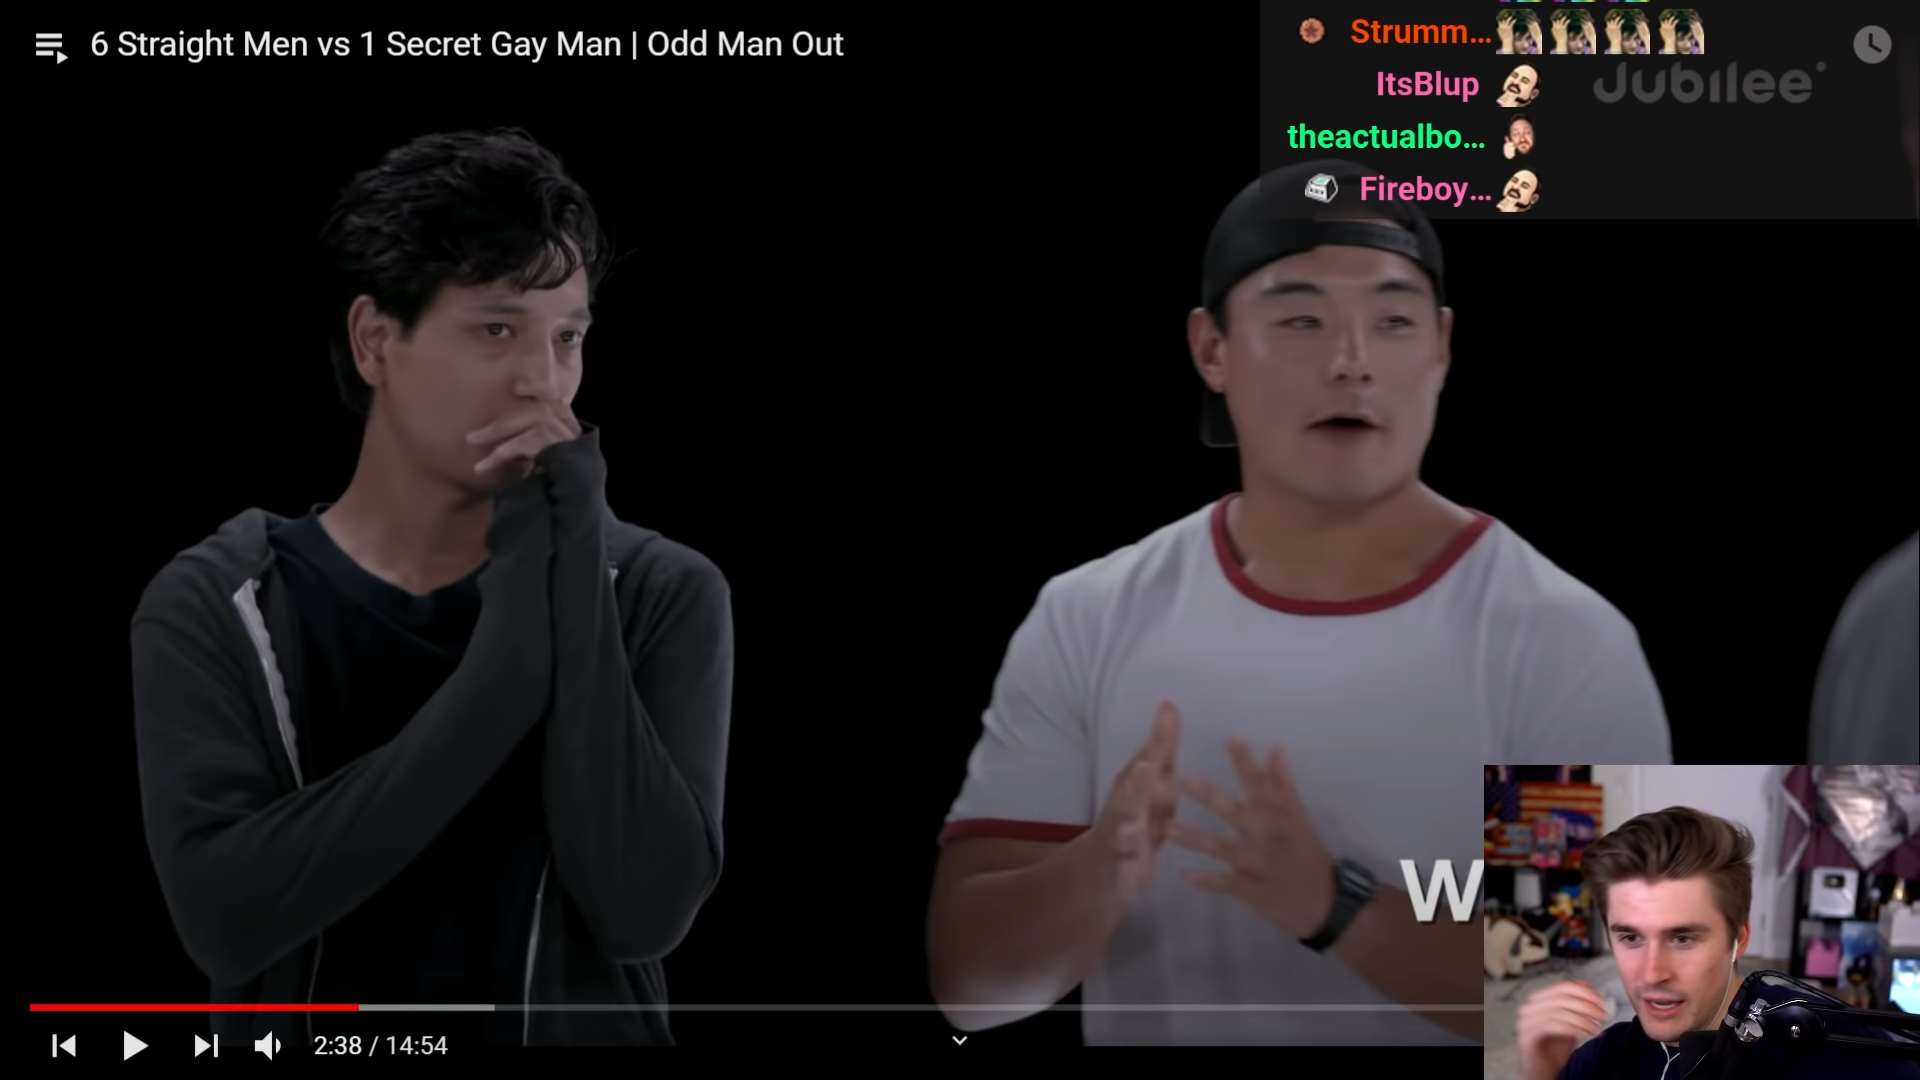 6 Straight Men vs 1 Secret Gay Man | Odd Man Out
Strumm...
Jubilee
ItsBlup
theactualbo...
Fireboy...
W
2:38 / 14:54